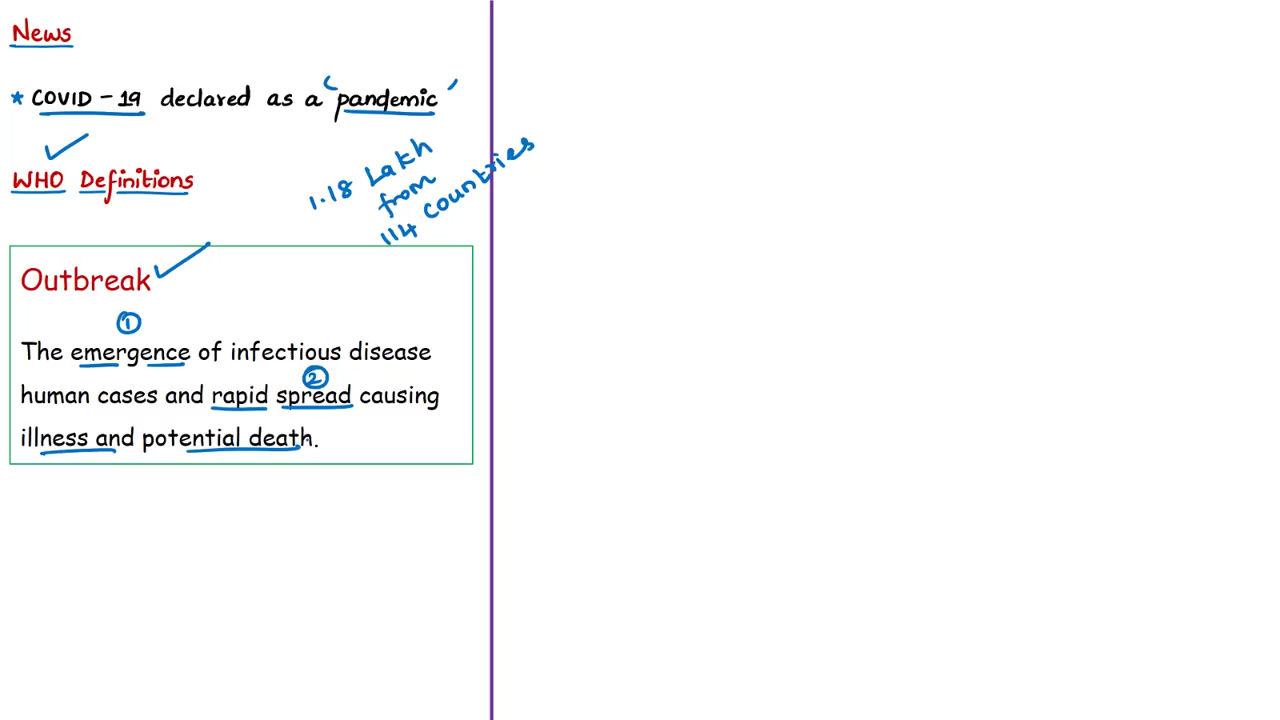 News
* COVID-19 declared as a 'pandemic'
1.18 Lakh
from
114 countries
WHO Definitions
Outbreak
①
The emergence of infectious disease
②
human cases and rapid spread causing
illness and potential death.